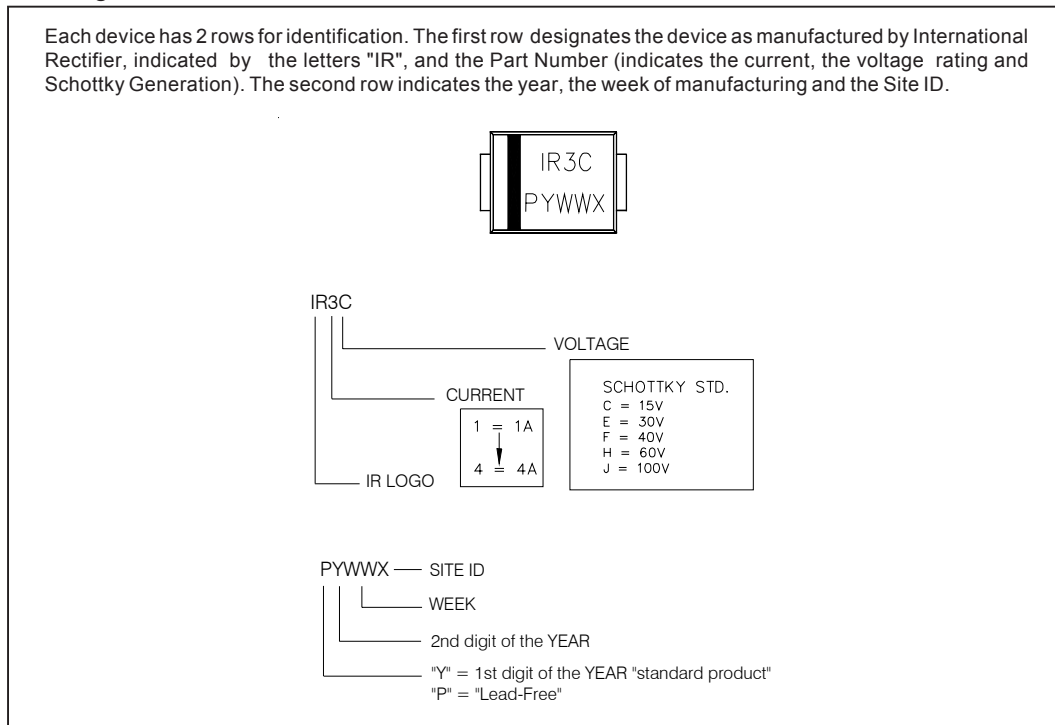 Each device has 2 rows for identification. The first row designates the device as manufactured by International
Rectifier, indicated by the letters "IR", and the Part Number (indicates the current, the voltage rating and
Schottky Generation). The second row indicates the year, the week of manufacturing and the Site ID.
IR3C
PYWWX
IR3C
VOLTAGE
SCHOTTKY STD.
C = 15V
E = 30V
F = 40V
H = 60V
J = 100V
CURRENT
1 = 1A
4 = 4A
IR LOGO
PYWWX
SITE ID
WEEK
2nd digit of the YEAR
"Y" = 1st digit of the YEAR "standard product"
"P" = "Lead-Free"